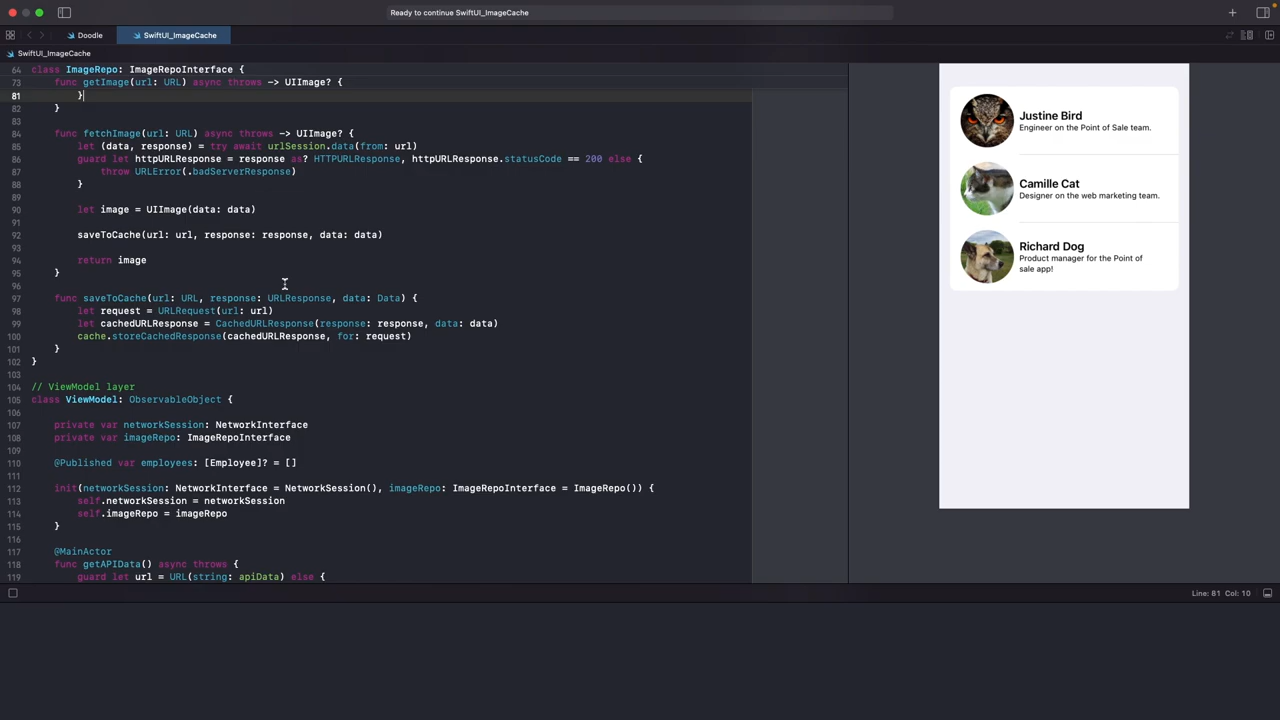 Ready to continue SwiftUI_ImageCache
Doodle
SwiftUI_ImageCache
SwiftUI_ImageCache
64 class ImageRepo: ImageRepoInterface {
73 func getImage(url: URL) async throws -> UIImage? {
81 }
82 }
83
84 func fetchImage(url: URL) async throws -> UIImage? {
85 let (data, response) = try await urlSession.data(from: url)
86 guard let httpURLResponse = response as? HTTPURLResponse, httpURLResponse.statusCode == 200 else {
87 throw URLError(.badServerResponse)
88 }
89
90 let image = UIImage(data: data)
91
92 saveToCache(url: url, response: response, data: data)
93
94 return image
95 }
96
97 func saveToCache(url: URL, response: URLResponse, data: Data) {
98 let request = URLRequest(url: url)
99 let cachedURLResponse = CachedURLResponse(response: response, data: data)
100 cache.storeCachedResponse(cachedURLResponse, for: request)
101 }
102 }
103
104 // ViewModel layer
105 class ViewModel: ObservableObject {
106
107 private var networkSession: NetworkInterface
108 private var imageRepo: ImageRepoInterface
109
110 @Published var employees: [Employee]? = []
111
112 init(networkSession: NetworkInterface = NetworkSession(), imageRepo: ImageRepoInterface = ImageRepo()) {
113 self.networkSession = networkSession
114 self.imageRepo = imageRepo
115 }
116
117 @MainActor
118 func getAPIData() async throws {
119 guard let url = URL(string: apiData) else {
Justine Bird
Engineer on the Point of Sale team.
Camille Cat
Designer on the web marketing team.
Richard Dog
Product manager for the Point of
sale app!
Line: 81 Col: 10